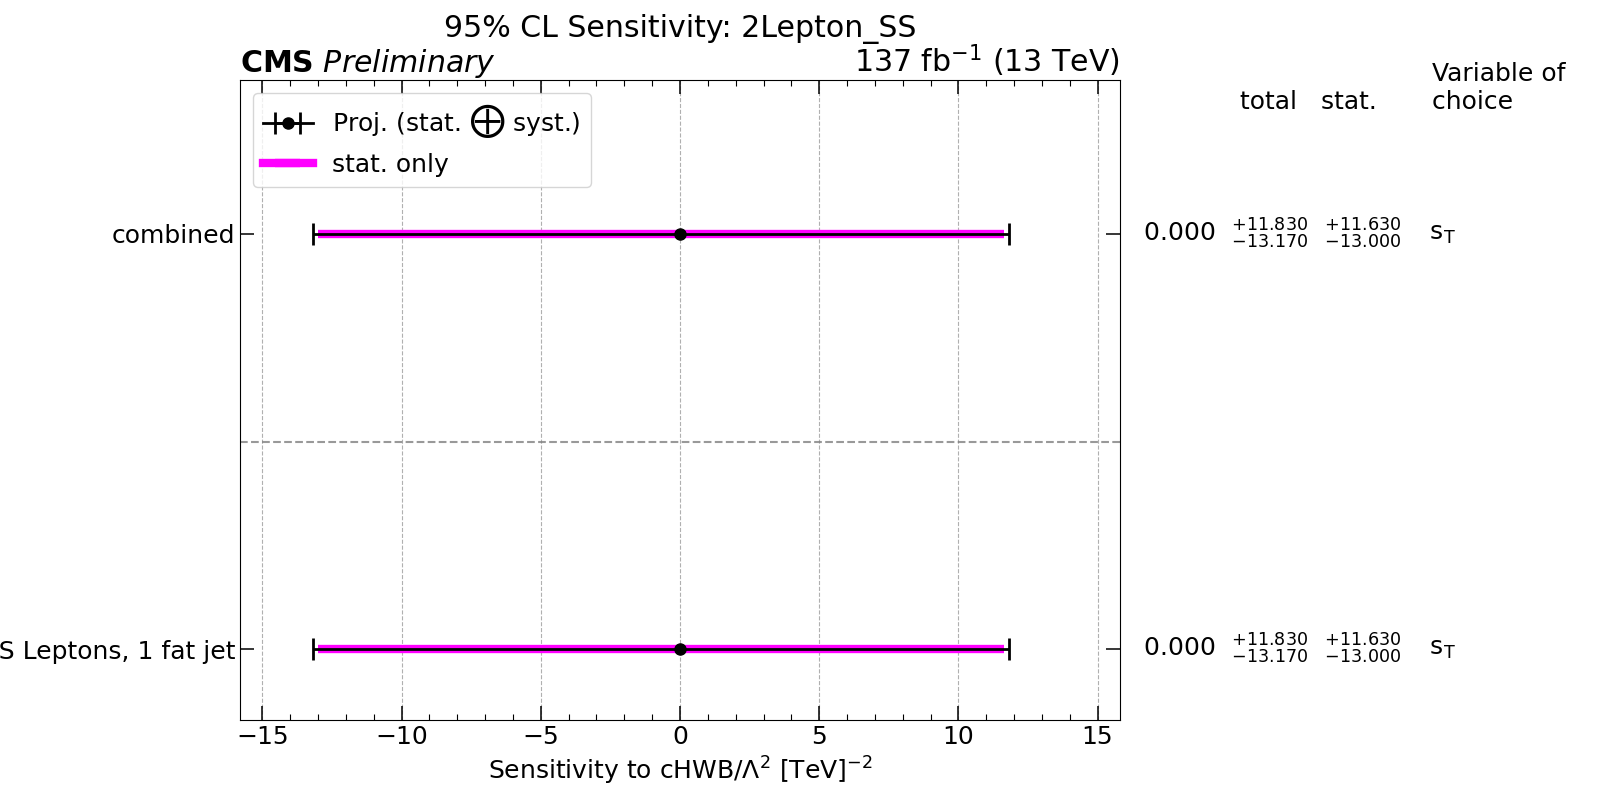 95% CL Sensitivity: 2Lepton_SS
CMS Preliminary 137 fb⁻¹ (13 TeV)
Variable of
total stat. choice
Proj. (stat. ⊕ syst.)
stat. only
combined 0.000 +11.830 −13.170 +11.630 −13.000 s_T
S Leptons, 1 fat jet 0.000 +11.830 −13.170 +11.630 −13.000 s_T
−15 −10 −5 0 5 10 15
Sensitivity to cHWB/Λ² [TeV]⁻²